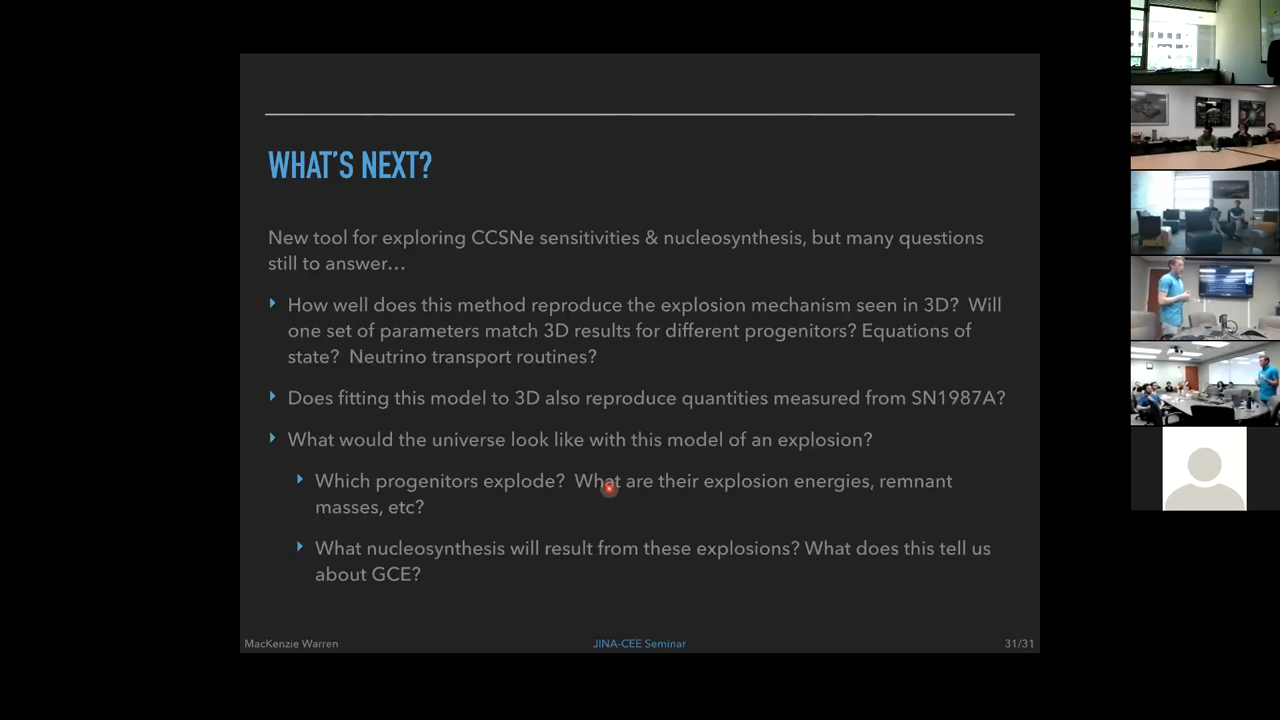 WHAT'S NEXT?
New tool for exploring CCSNe sensitivities & nucleosynthesis, but many questions
still to answer…
How well does this method reproduce the explosion mechanism seen in 3D?  Will
one set of parameters match 3D results for different progenitors? Equations of
state?  Neutrino transport routines?
Does fitting this model to 3D also reproduce quantities measured from SN1987A?
What would the universe look like with this model of an explosion?
Which progenitors explode?  What are their explosion energies, remnant
masses, etc?
What nucleosynthesis will result from these explosions? What does this tell us
about GCE?
MacKenzie Warren
JINA-CEE Seminar
31/31